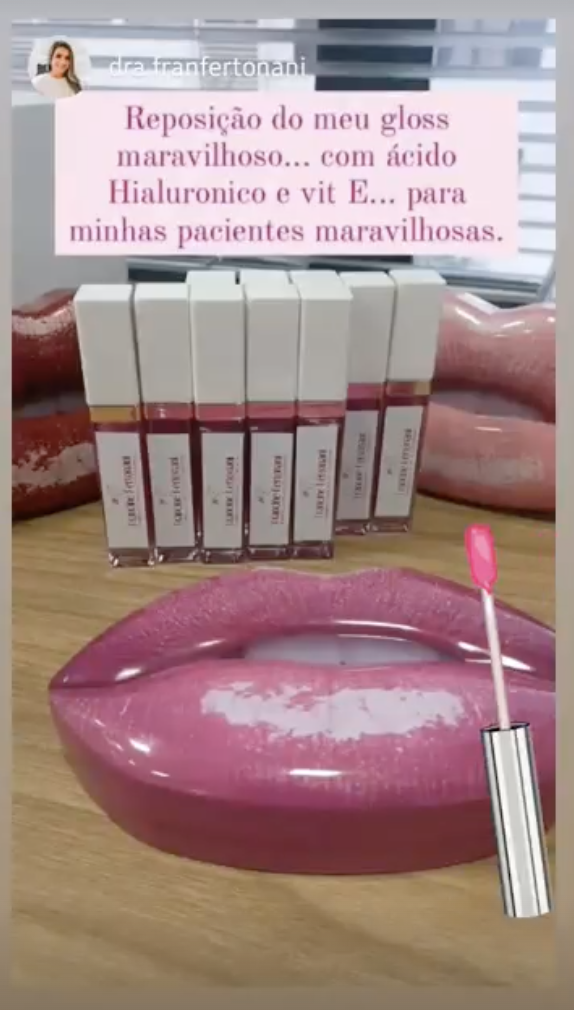 dra.franfertonani
Reposição do meu gloss
maravilhoso... com ácido
Hialuronico e vit E... para
minhas pacientes maravilhosas.